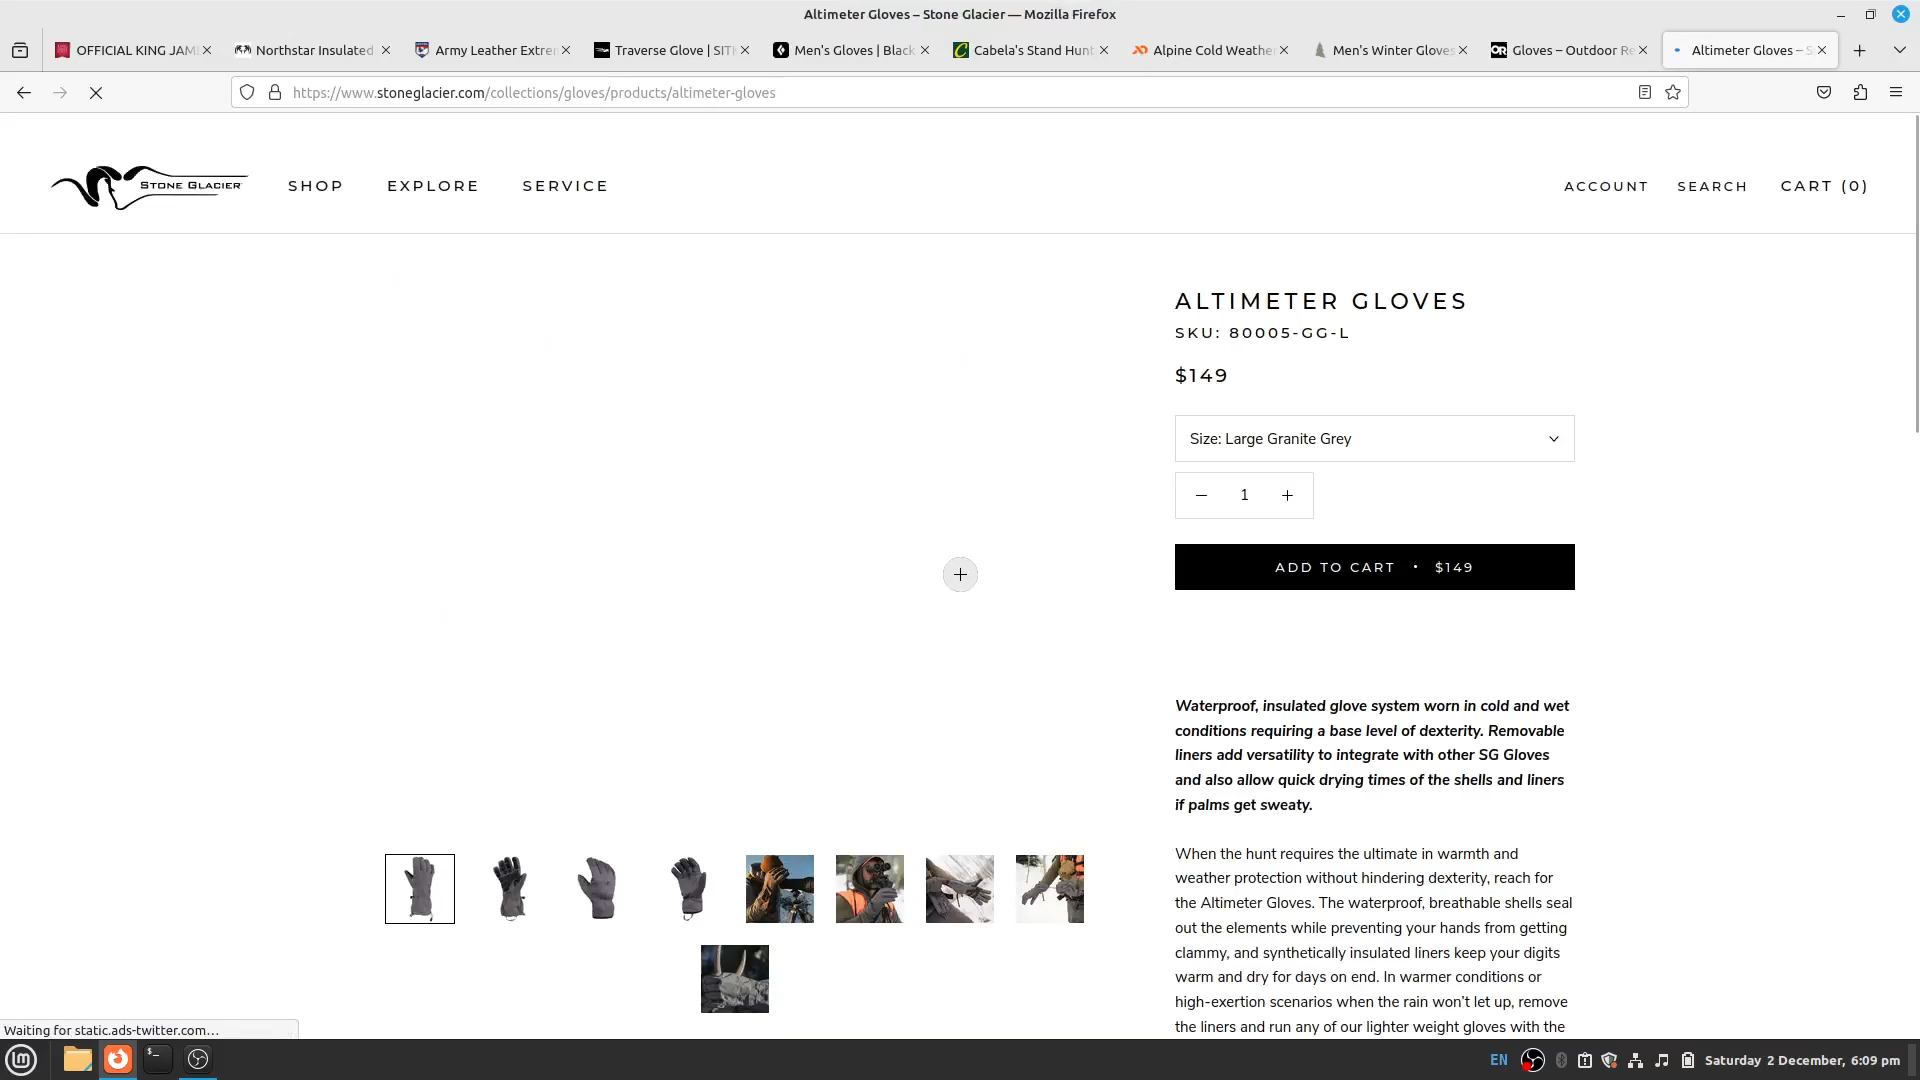 Altimeter Gloves – Stone Glacier — Mozilla Firefox
OFFICIAL KING JAM
Northstar Insulated
Army Leather Extre
Traverse Glove | SIT
Men's Gloves | Black
Cabela's Stand Hunt
Alpine Cold Weathe
Men's Winter Gloves
Gloves – Outdoor Re
Altimeter Gloves – S
https://www.stoneglacier.com/collections/gloves/products/altimeter-gloves
STONE GLACIER
SHOP
EXPLORE
SERVICE
ACCOUNT
SEARCH
CART (0)
ALTIMETER GLOVES
SKU: 80005-GG-L
$149
Size: Large Granite Grey
1
ADD TO CART • $149
Waterproof, insulated glove system worn in cold and wet
conditions requiring a base level of dexterity. Removable
liners add versatility to integrate with other SG Gloves
and also allow quick drying times of the shells and liners
if palms get sweaty.
When the hunt requires the ultimate in warmth and
weather protection without hindering dexterity, reach for
the Altimeter Gloves. The waterproof, breathable shells seal
out the elements while preventing your hands from getting
clammy, and synthetically insulated liners keep your digits
warm and dry for days on end. In warmer conditions or
high-exertion scenarios when the rain won't let up, remove
the liners and run any of our lighter weight gloves with the
Waiting for static.ads-twitter.com…
EN
Saturday 2 December, 6:09 pm